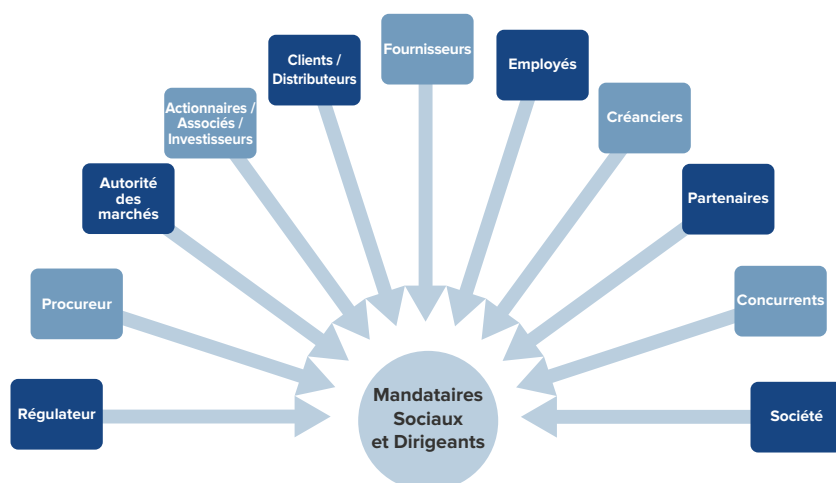 Régulateur
Procureur
Autorité
des
marchés
Actionnaires /
Associés /
Investisseurs
Clients /
Distributeurs
Fournisseurs
Employés
Créanciers
Partenaires
Concurrents
Société
Mandataires
Sociaux
et Dirigeants